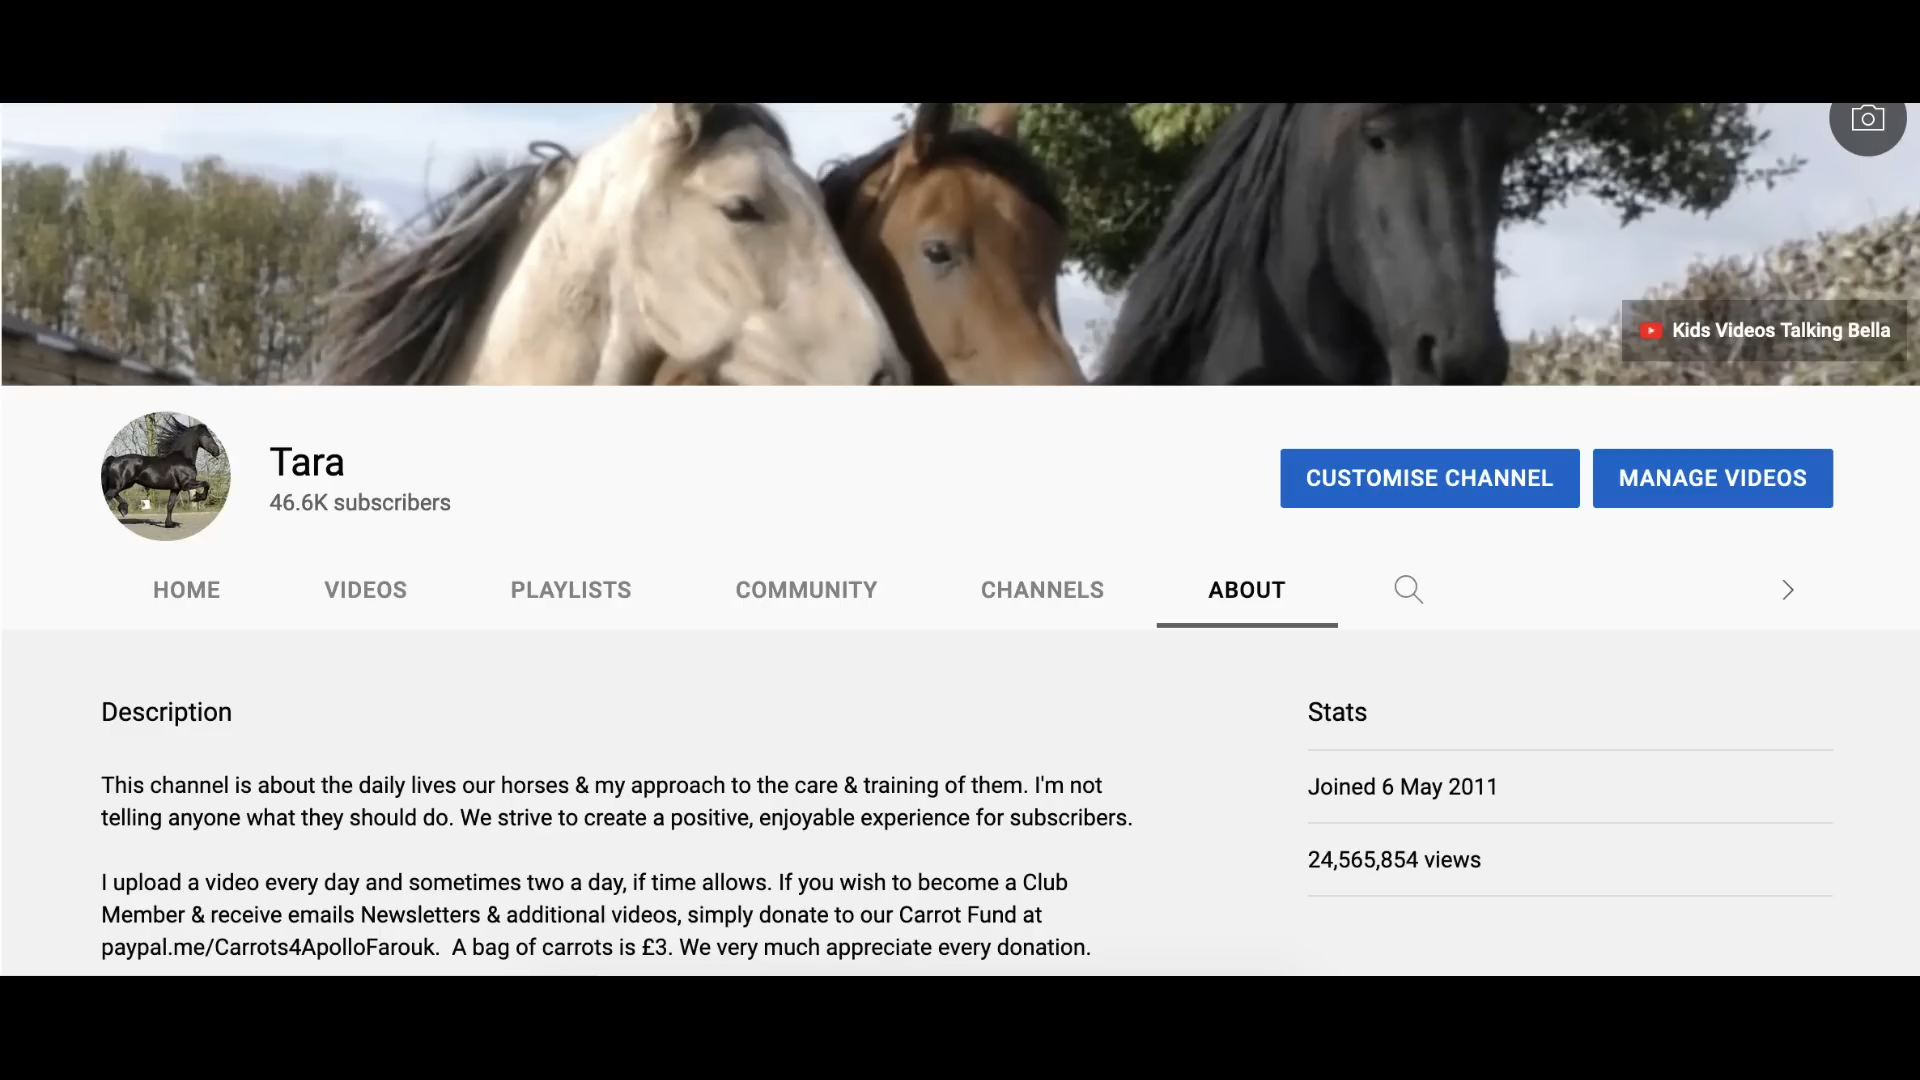 Kids Videos Talking Bella
Tara
46.6K subscribers
CUSTOMISE CHANNEL
MANAGE VIDEOS
HOME
VIDEOS
PLAYLISTS
COMMUNITY
CHANNELS
ABOUT
Description
This channel is about the daily lives our horses & my approach to the care & training of them. I'm not
telling anyone what they should do. We strive to create a positive, enjoyable experience for subscribers.
I upload a video every day and sometimes two a day, if time allows. If you wish to become a Club
Member & receive emails Newsletters & additional videos, simply donate to our Carrot Fund at
paypal.me/Carrots4ApolloFarouk.  A bag of carrots is £3. We very much appreciate every donation.
Stats
Joined 6 May 2011
24,565,854 views